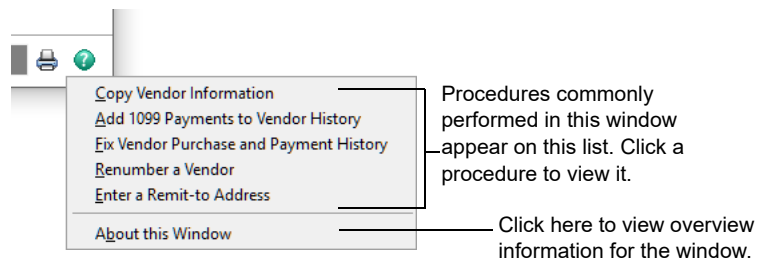 ?
Copy Vendor Information
Add 1099 Payments to Vendor History
Fix Vendor Purchase and Payment History
Renumber a Vendor
Enter a Remit-to Address
About this Window
Procedures commonly
performed in this window
appear on this list. Click a
procedure to view it.
Click here to view overview
information for the window.